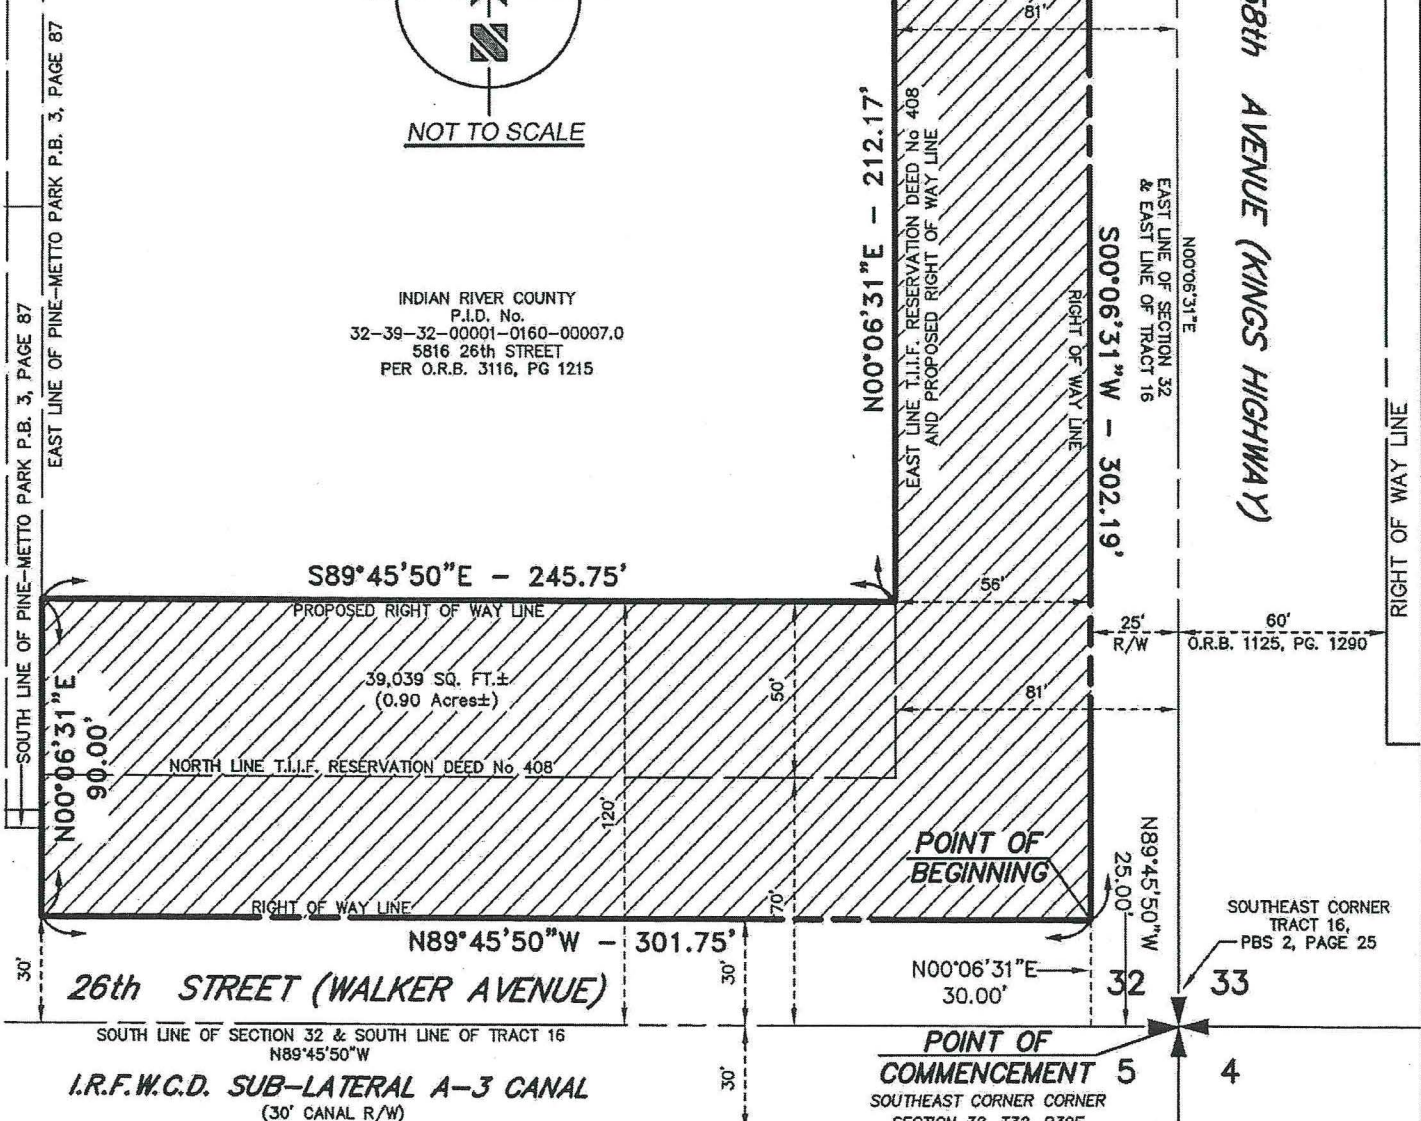 NOT TO SCALE
EAST LINE OF PINE-METTO PARK P.B. 3, PAGE 87
SOUTH LINE OF PINE-METTO PARK P.B. 3, PAGE 87
INDIAN RIVER COUNTY
P.I.D. No.
32-39-32-00001-0160-00007.0
5816 26th STREET
PER O.R.B. 3116, PG 1215
N00°06'31"E - 212.17'
EAST LINE T.I.I.F. RESERVATION DEED No 408
AND PROPOSED RIGHT OF WAY LINE
81'
RIGHT OF WAY LINE
S00°06'31"W - 302.19'
N00°06'31"E
EAST LINE OF SECTION 32
& EAST LINE OF TRACT 16
58th AVENUE (KINGS HIGHWAY)
RIGHT OF WAY LINE
S89°45'50"E - 245.75'
PROPOSED RIGHT OF WAY LINE
56'
25'
R/W
60'
O.R.B. 1125, PG. 1290
39,039 SQ. FT.±
(0.90 Acres±)
50'
81'
N00°06'31"E
90.00'
NORTH LINE T.I.I.F. RESERVATION DEED No 408
120'
70'
POINT OF
BEGINNING
N89°45'50"W
25.00'
SOUTHEAST CORNER
TRACT 16,
PBS 2, PAGE 25
RIGHT OF WAY LINE
N89°45'50"W - 301.75'
30'
30'
N00°06'31"E
30.00'
32
33
26th STREET (WALKER AVENUE)
SOUTH LINE OF SECTION 32 & SOUTH LINE OF TRACT 16
N89°45'50"W
I.R.F.W.C.D. SUB-LATERAL A-3 CANAL
(30' CANAL R/W)
30'
POINT OF
COMMENCEMENT
5
4
SOUTHEAST CORNER CORNER